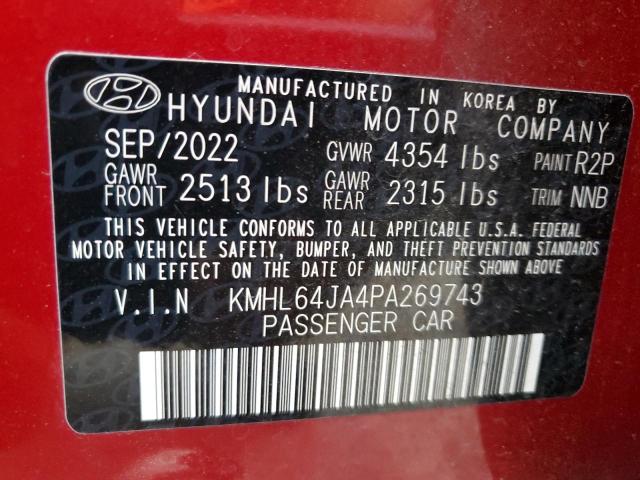 MANUFACTURED IN KOREA BY
HYUNDAI MOTOR COMPANY
SEP/2022 GVWR 4354 lbs PAINT R2P
GAWR FRONT 2513 lbs GAWR REAR 2315 lbs TRIM NNB
THIS VEHICLE CONFORMS TO ALL APPLICABLE U.S.A. FEDERAL
MOTOR VEHICLE SAFETY, BUMPER, AND THEFT PREVENTION STANDARDS
IN EFFECT ON THE DATE OF MANUFACTURE SHOWN ABOVE
V.I.N KMHL64JA4PA269743
PASSENGER CAR